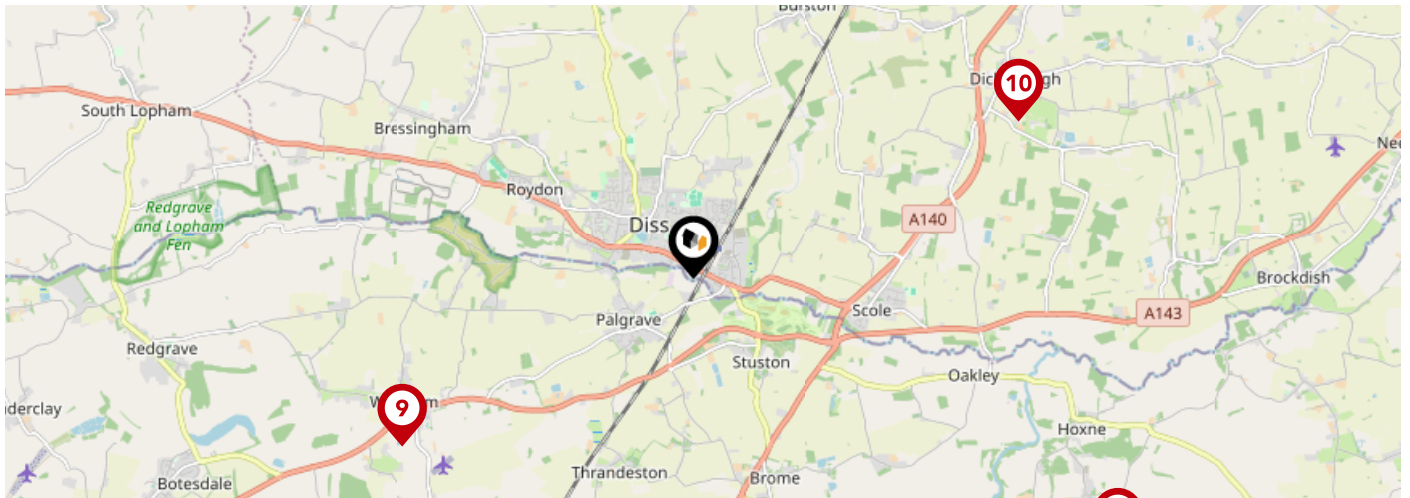 Burston
10
South Lopham
Bressingham
Roydon
Redgrave
and Lopham
Fen
Diss
A140
Brockdish
A143
Scole
Palgrave
Redgrave
Stuston
Oakley
9
Hoxne
Thrandeston
Brome
Botesdale